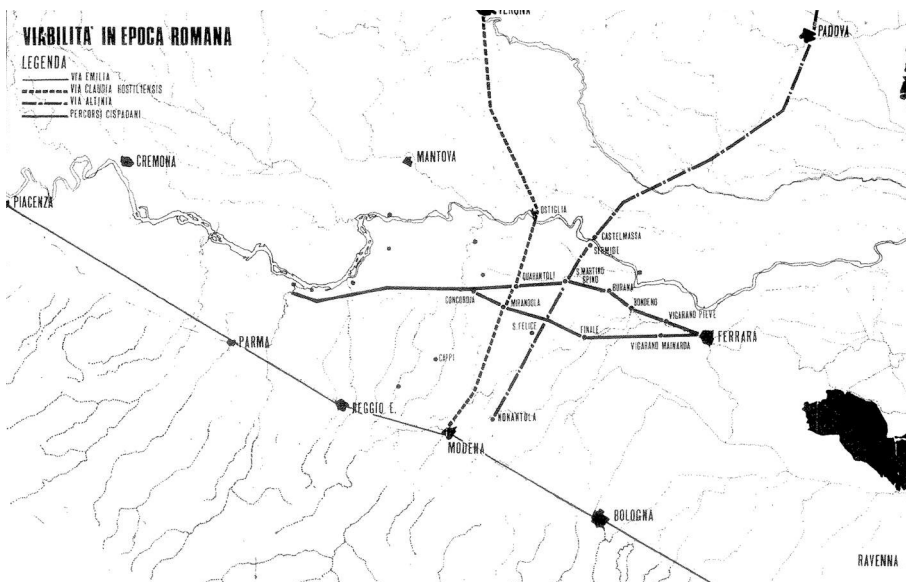 VERONA
PADOVA
VIABILITA' IN EPOCA ROMANA
LEGENDA
VIA EMILIA
VIA CLAUDIA HOSTILIENSIS
VIA ALTINIA
PERCORSI CISPADANI
CREMONA
MANTOVA
PIACENZA
OSTIGLIA
CASTELMASSA
SERMIDE
QUARANTOLI
S. MARTINO
SPINO
BURANA
CONCORDIA
MIRANDOLA
BONDENO
VIGARANO PIEVE
S. FELICE
FINALE
FERRARA
VIGARANO MAINARDA
PARMA
CARPI
REGGIO E.
NONANTOLA
MODENA
BOLOGNA
RAVENNA